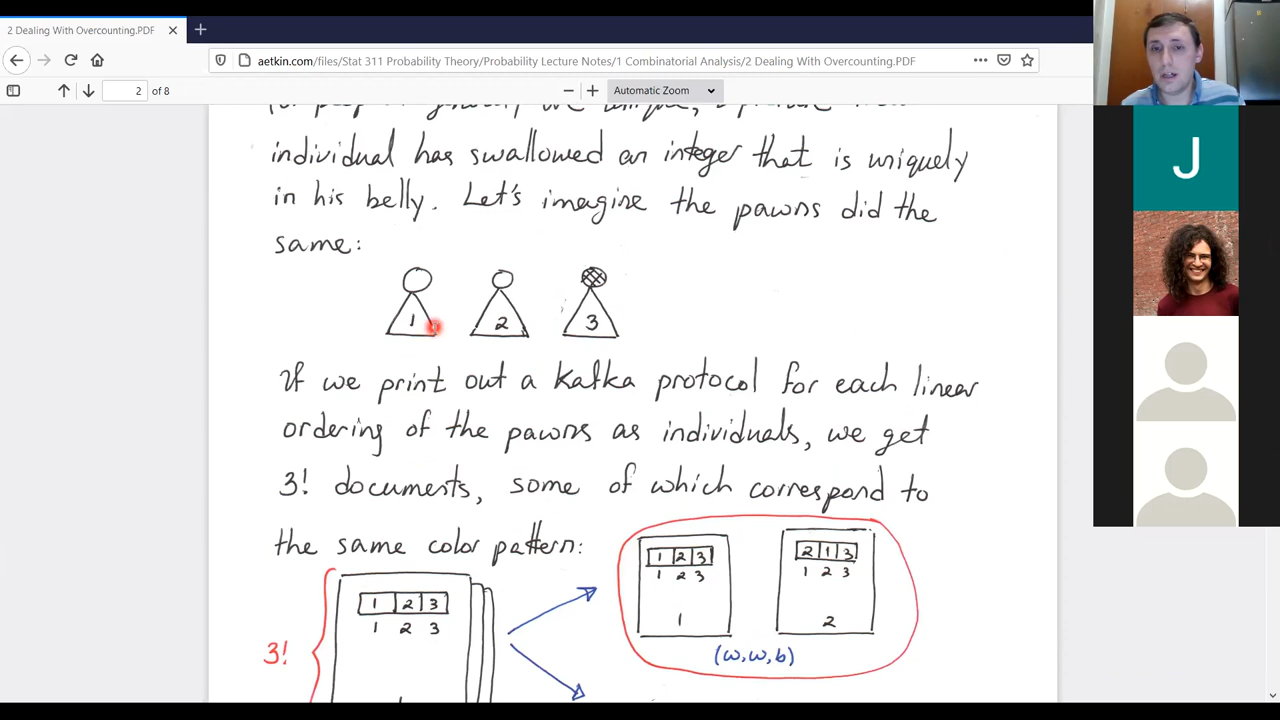 2 Dealing With Overcounting.PDF
aetkin.com/files/Stat 311 Probability Theory/Probability Lecture Notes/1 Combinatorial Analysis/2 Dealing With Overcounting.PDF
2 of 8
Automatic Zoom
J
individual has swallowed an integer that is uniquely
in his belly. Let's imagine the pawns did the
same:
1 2 3
If we print out a Kafka protocol for each linear
ordering of the pawns as individuals, we get
3! documents, some of which correspond to
the same color pattern:
1 2 3
1 2 3
1
2 1 3
1 2 3
2
(w,w,b)
3!
1 2 3
1 2 3